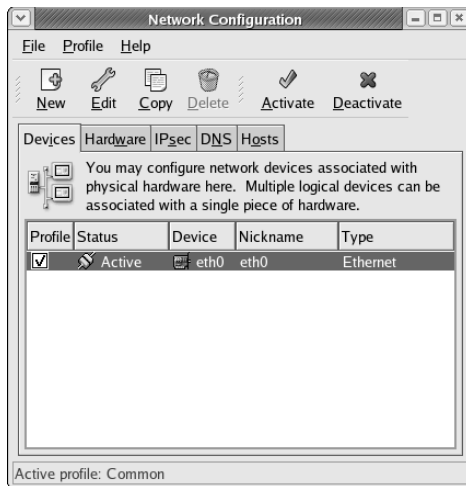 Network Configuration
File Profile Help
New Edit Copy Delete Activate Deactivate
Devices Hardware IPsec DNS Hosts
You may configure network devices associated with
physical hardware here. Multiple logical devices can be
associated with a single piece of hardware.
Profile Status Device Nickname Type
Active eth0 eth0 Ethernet
Active profile: Common